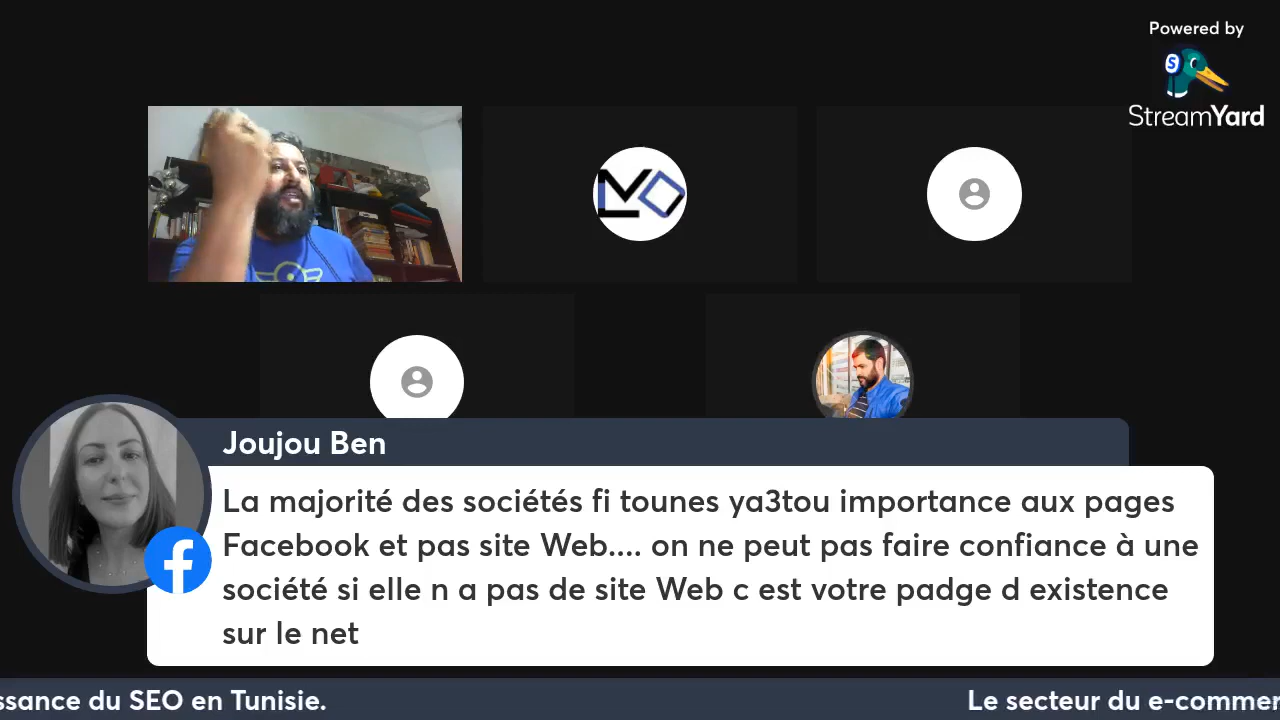 Powered by
S
StreamYard
Joujou Ben
La majorité des sociétés fi tounes ya3tou importance aux pages
Facebook et pas site Web.... on ne peut pas faire confiance à une
société si elle n a pas de site Web c est votre padge d existence
sur le net
ssance du SEO en Tunisie.
Le secteur du e-commer